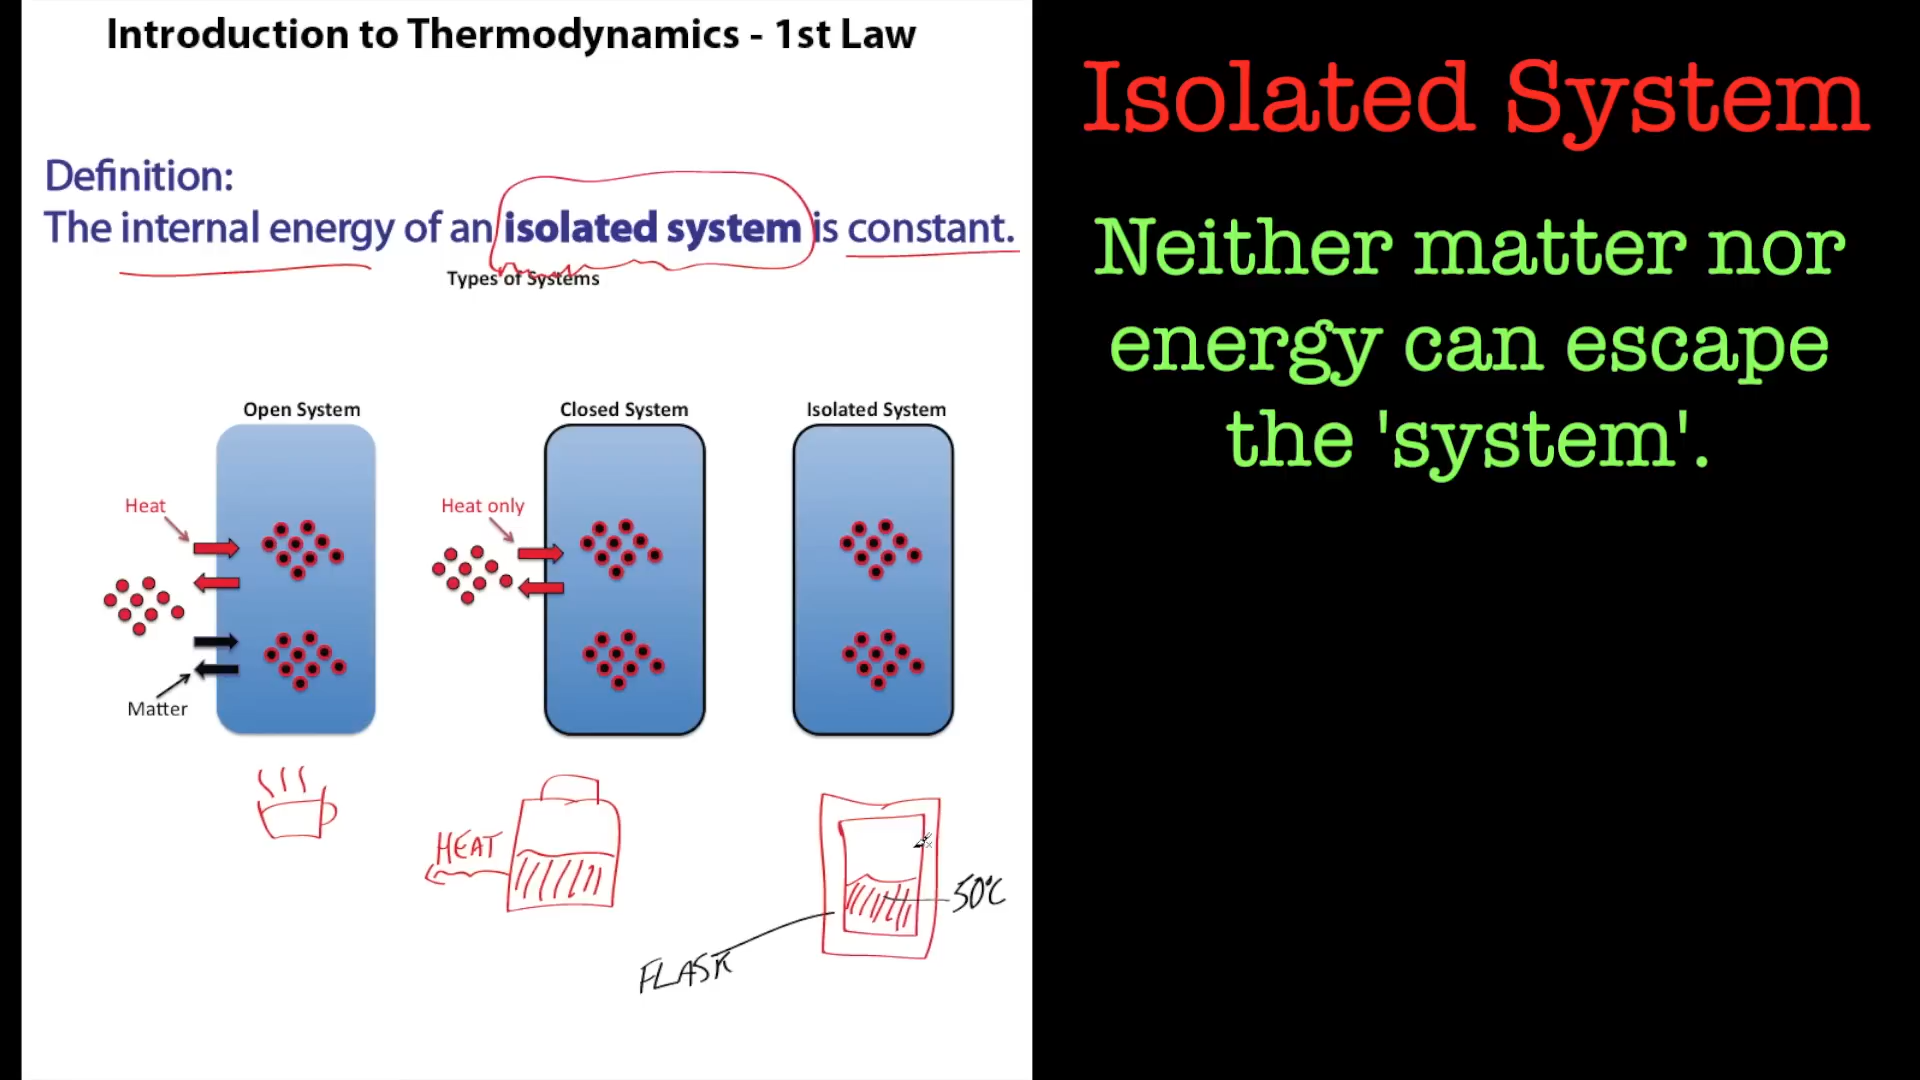 Introduction to Thermodynamics - 1st Law
Definition:
The internal energy of an isolated system is constant.
Types of Systems
Open System
Closed System
Isolated System
Heat
Heat only
Matter
HEAT
50°C
FLASK
Isolated System
Neither matter nor
energy can escape
the 'system'.